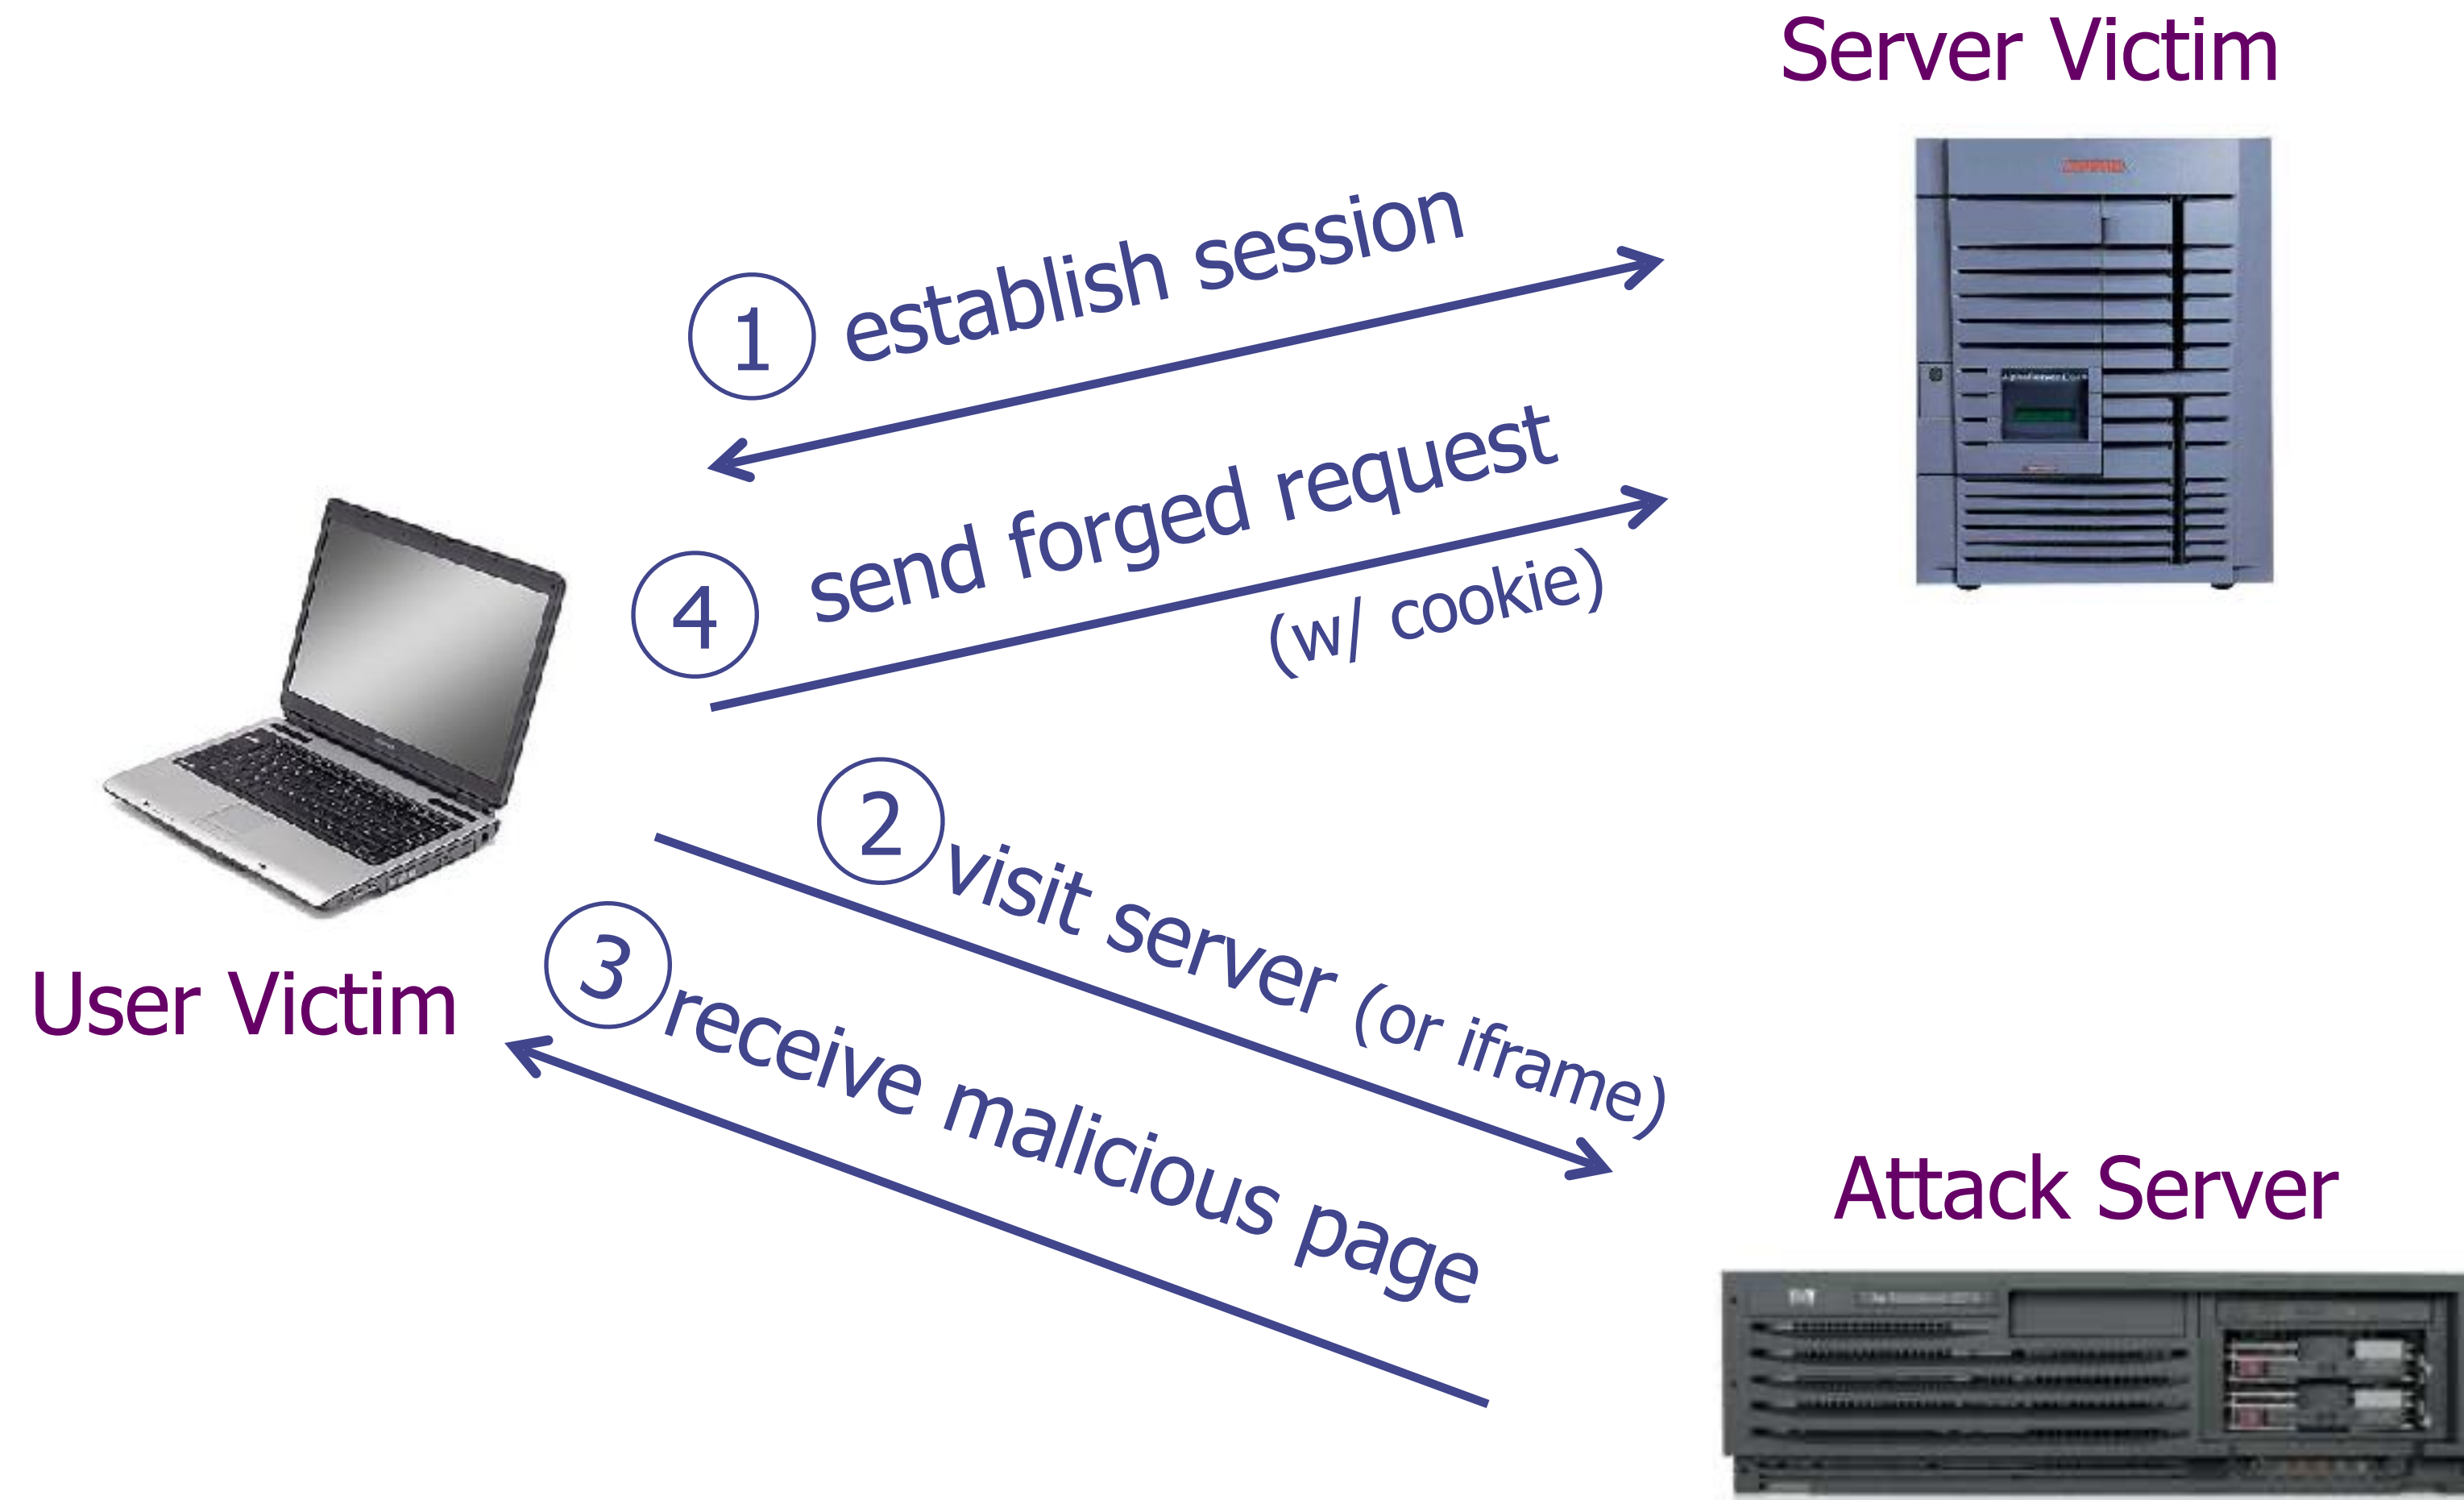 Server Victim
1 establish session
4 send forged request
(w/ cookie)
2 visit server (or iframe)
3 receive malicious page
User Victim
Attack Server